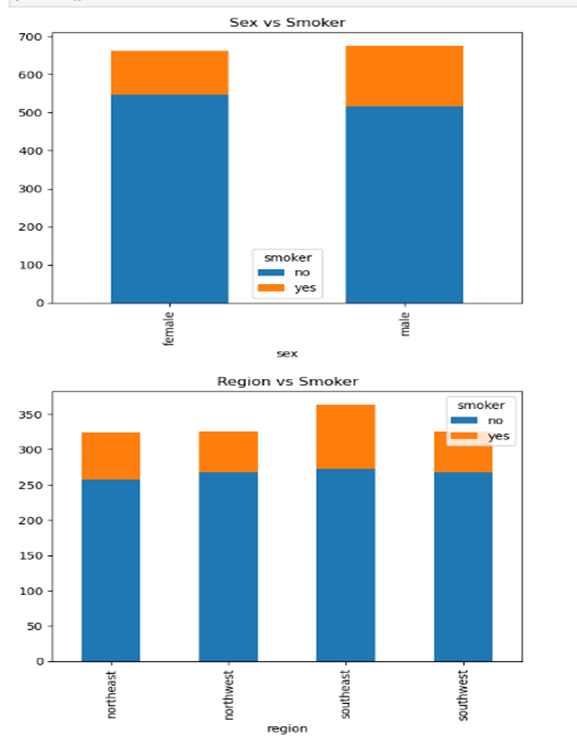 Sex vs Smoker
700
600
500
400
300
200
100
0
smoker
no
yes
female
male
sex
Region vs Smoker
350
300
250
200
150
100
50
0
smoker
no
yes
northeast
northwest
southeast
southwest
region